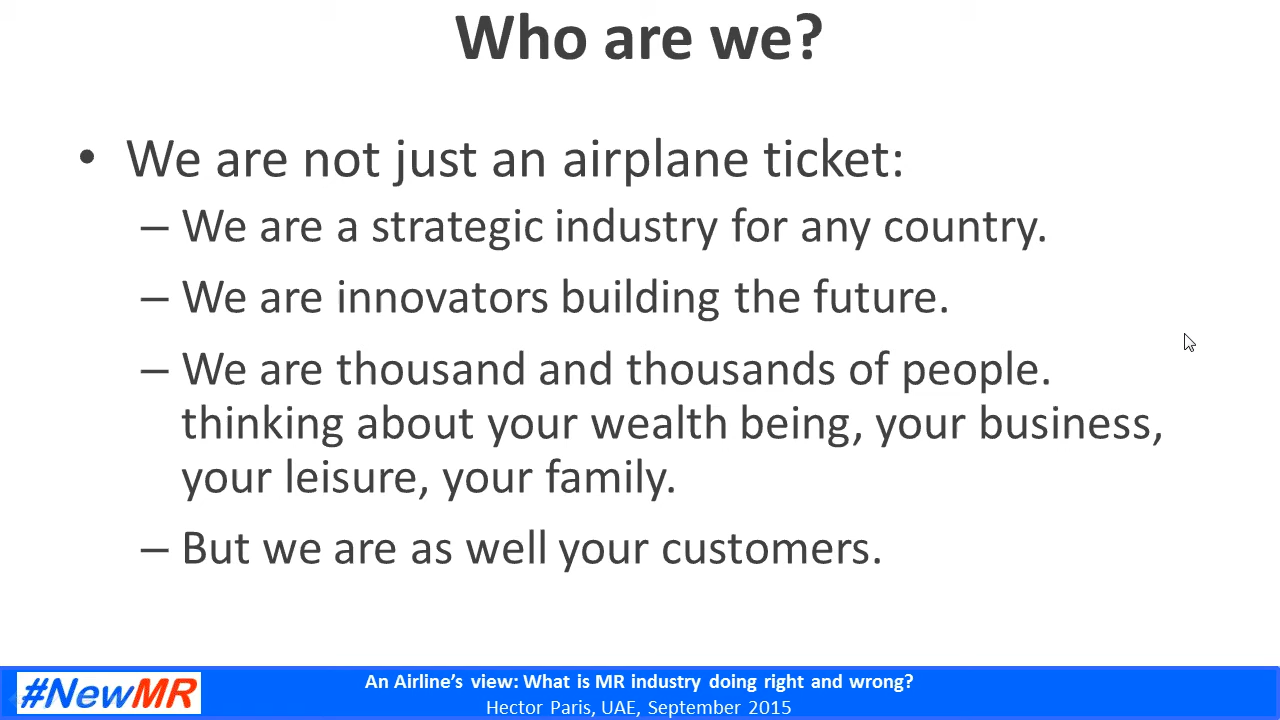 Who are we?
• We are not just an airplane ticket:
– We are a strategic industry for any country.
– We are innovators building the future.
– We are thousand and thousands of people.
thinking about your wealth being, your business,
your leisure, your family.
– But we are as well your customers.
#NewMR
An Airline's view: What is MR industry doing right and wrong?
Hector Paris, UAE, September 2015